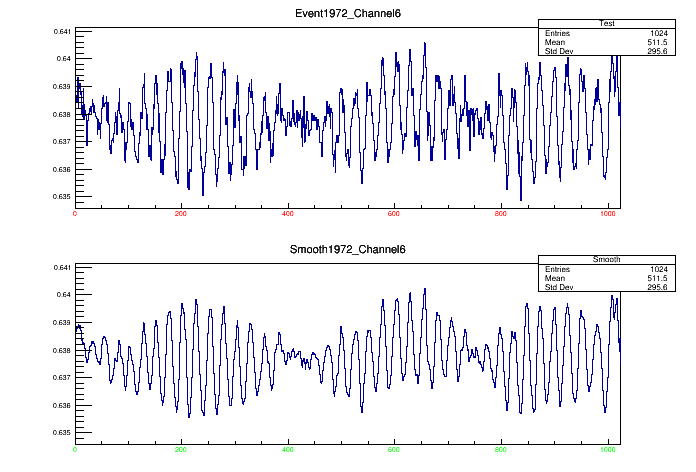 Event1972_Channel6
Test
Entries 1024
Mean 511.5
Std Dev 295.6
0.641
0.64
0.639
0.638
0.637
0.636
0.635
0 200 400 600 800 1000
Smooth1972_Channel6
Smooth
Entries 1024
Mean 511.5
Std Dev 295.6
0.641
0.64
0.639
0.638
0.637
0.636
0.635
0 200 400 600 800 1000